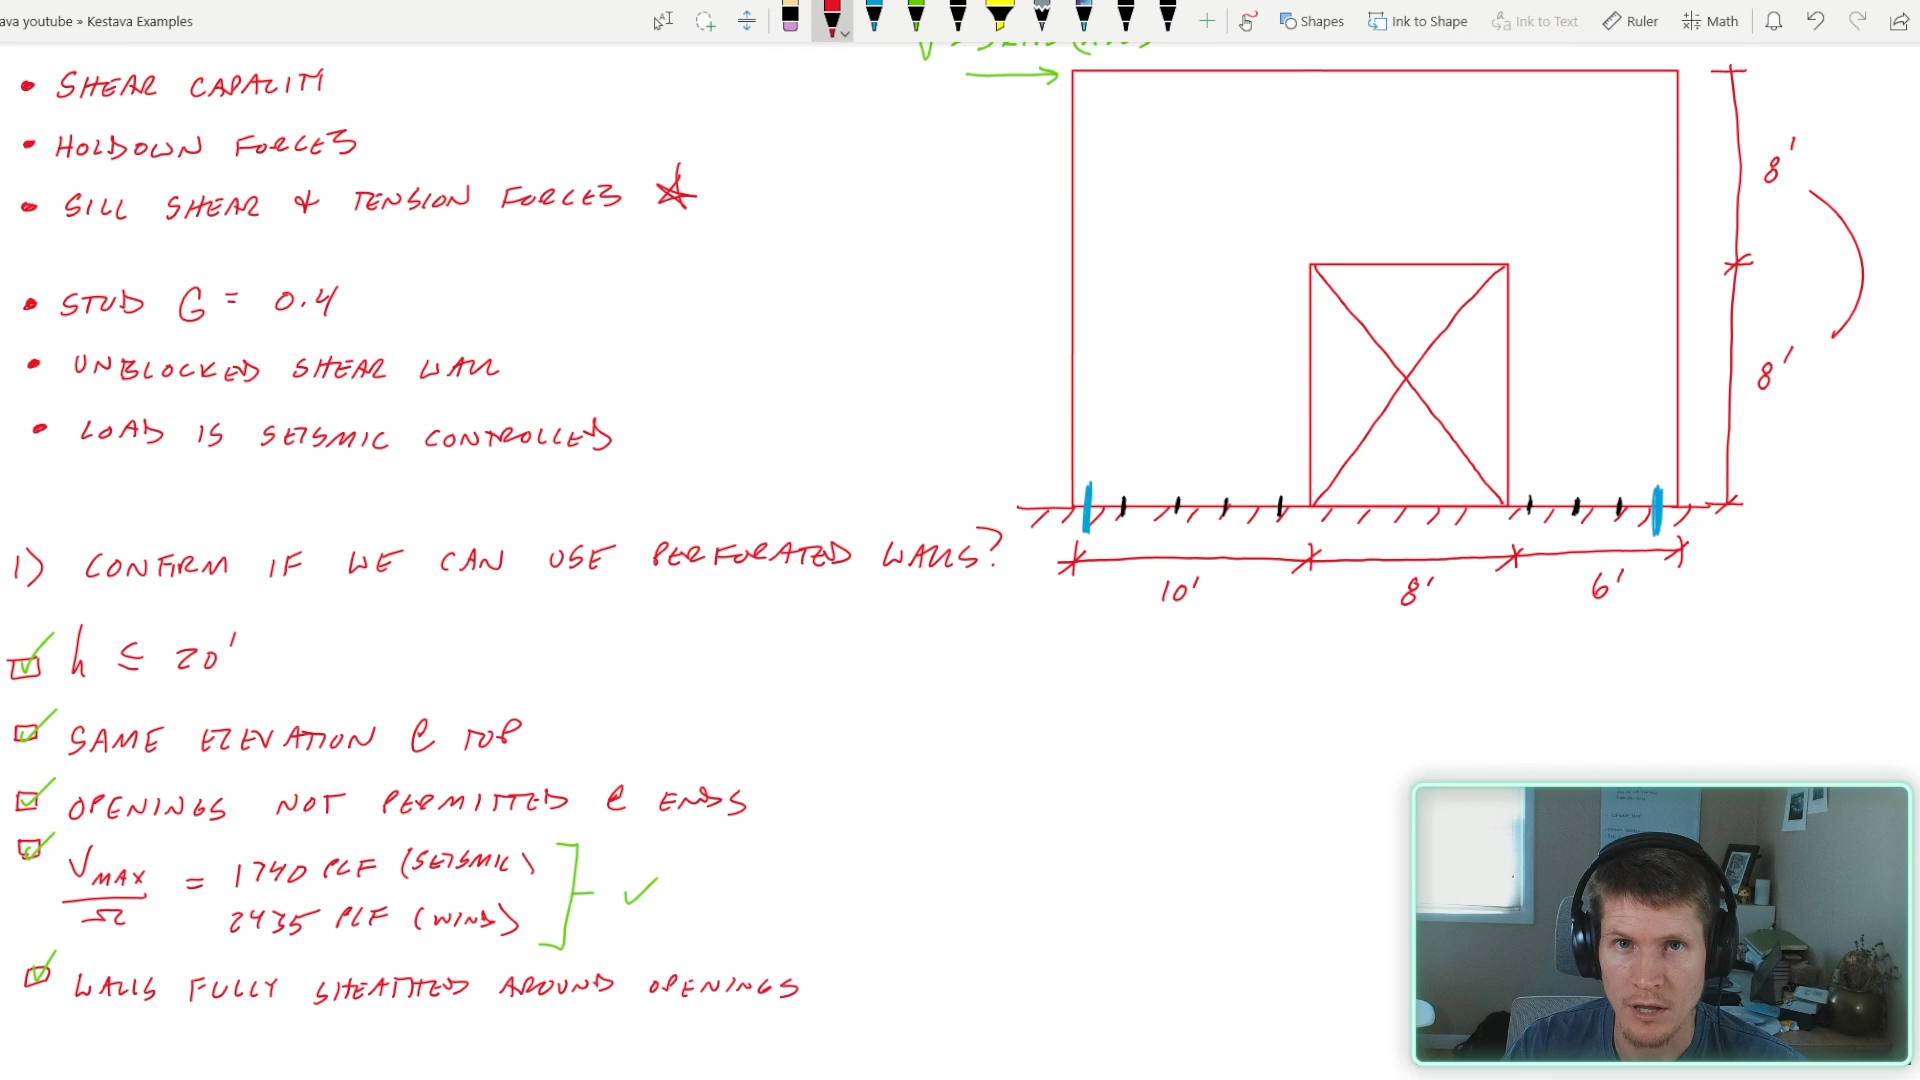 ava youtube » Kestava Examples
Shapes
Ink to Shape
Ink to Text
Ruler
Math
• SHEAR CAPACITY
• HOLDOWN FORCES
• SILL SHEAR & TENSION FORCES
• STUD G = 0.4
• UNBLOCKED SHEAR WALL
• LOAD IS SEISMIC CONTROLLED
8'
8'
10'
8'
6'
1) CONFIRM IF WE CAN USE PERFORATED WALLS?
h ≤ 20'
SAME ELEVATION @ TOP
OPENINGS NOT PERMITTED @ ENDS
VMAX / Ω = 1740 PLF (SEISMIC)
2435 PLF (WIND)
WALLS FULLY SHEATHED AROUND OPENINGS